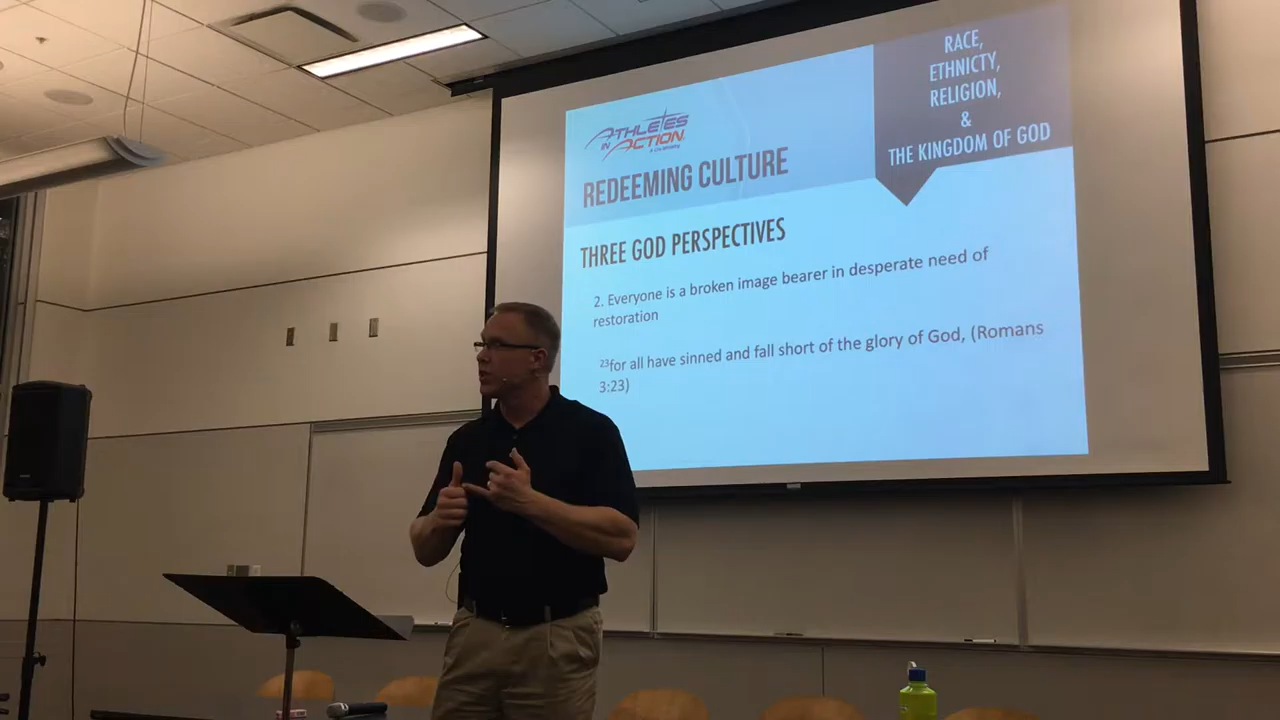 RACE,
ETHNICTY,
RELIGION,
&
THE KINGDOM OF GOD
ATHLETES
IN ACTION
REDEEMING CULTURE
THREE GOD PERSPECTIVES
2. Everyone is a broken image bearer in desperate need of
restoration
23for all have sinned and fall short of the glory of God, (Romans
3:23)